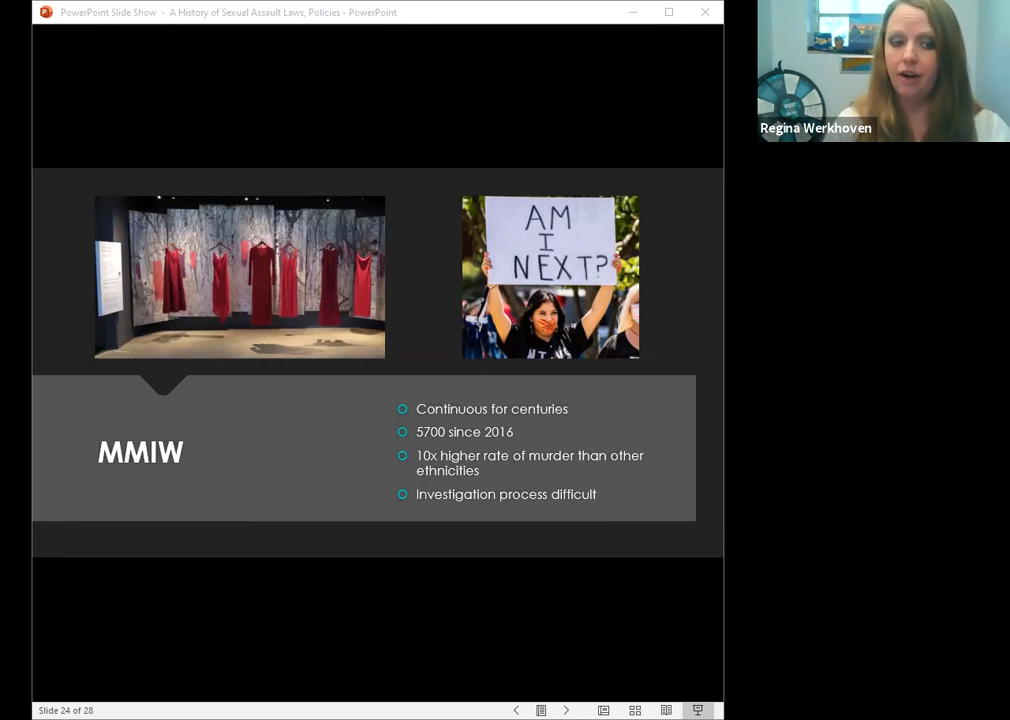 PowerPoint Slide Show - A History of Sexual Assault Laws, Policies - PowerPoint
Regina Werkhoven
AM
I
NEXT?
MMIW
Continuous for centuries
5700 since 2016
10x higher rate of murder than other
ethnicities
Investigation process difficult
Slide 24 of 28